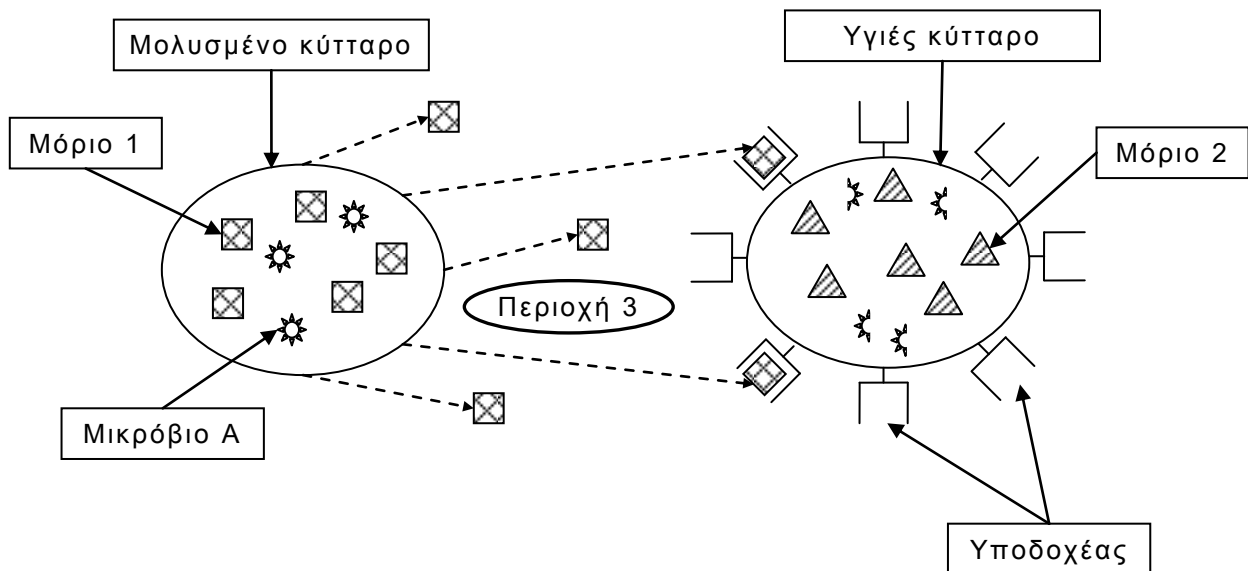 Μολυσμένο κύτταρο
Υγιές κύτταρο
Μόριο 1
Μόριο 2
Περιοχή 3
Μικρόβιο Α
Υποδοχέας